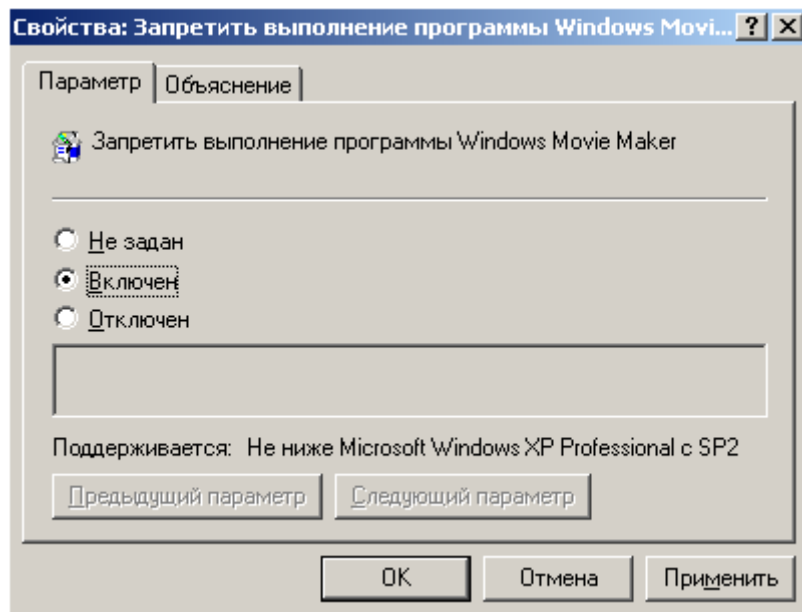 Свойства: Запретить выполнение программы Windows Movi...
Параметр
Объяснение
Запретить выполнение программы Windows Movie Maker
Не задан
Включен
Отключен
Поддерживается: Не ниже Microsoft Windows XP Professional с SP2
Предыдущий параметр
Следующий параметр
OK
Отмена
Применить